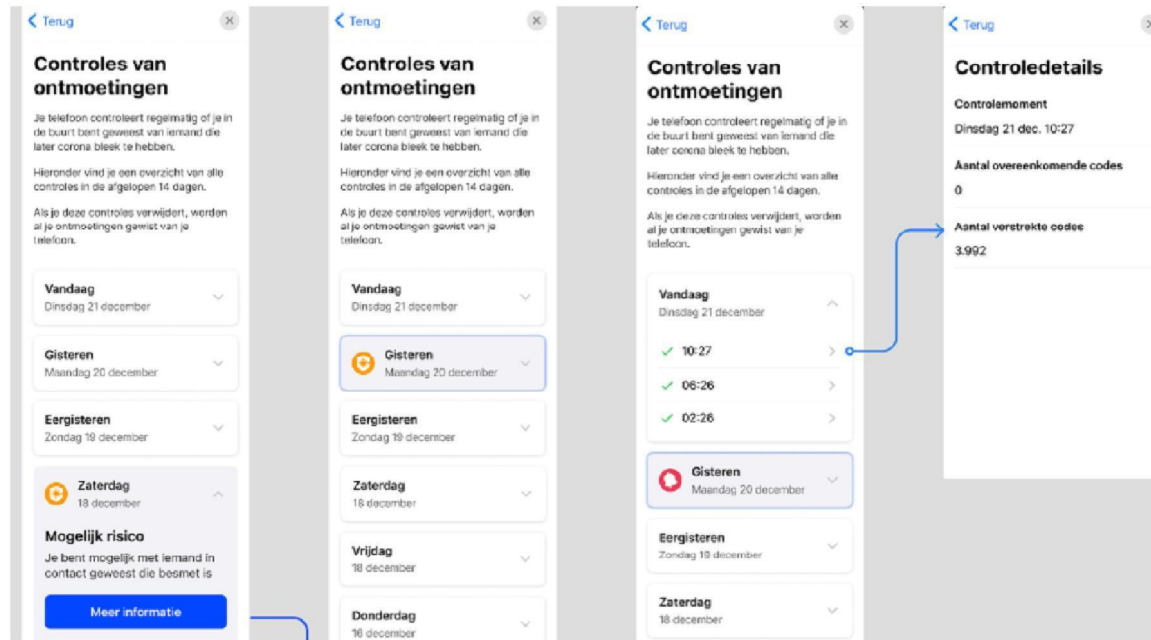 Terug
Controles van
ontmoetingen
Je telefoon controleert regelmatig of je in
de buurt bent geweest van iemand die
later corona bleek te hebben.
Hieronder vind je een overzicht van alle
controles in de afgelopen 14 dagen.
Als je deze controles verwijdert, worden
al je ontmoetingen gewist van je
telefoon.
Vandaag
Dinsdag 21 december
Gisteren
Maandag 20 december
Eergisteren
Zondag 19 december
Zaterdag
18 december
Mogelijk risico
Je bent mogelijk met iemand in
contact geweest die besmet is
Meer informatie
Terug
Controles van
ontmoetingen
Je telefoon controleert regelmatig of je in
de buurt bent geweest van iemand die
later corona bleek te hebben.
Hieronder vind je een overzicht van alle
controles in de afgelopen 14 dagen.
Als je deze controles verwijdert, worden
al je ontmoetingen gewist van je
telefoon.
Vandaag
Dinsdag 21 december
Gisteren
Maandag 20 december
Eergisteren
Zondag 19 december
Zaterdag
18 december
Vrijdag
18 december
Donderdag
16 december
Terug
Controles van
ontmoetingen
Je telefoon controleert regelmatig of je in
de buurt bent geweest van iemand die
later corona bleek te hebben.
Hieronder vind je een overzicht van alle
controles in de afgelopen 14 dagen.
Als je deze controles verwijdert, worden
al je ontmoetingen gewist van je
telefoon.
Vandaag
Dinsdag 21 december
10:27
06:26
02:26
Gisteren
Maandag 20 december
Eergisteren
Zondag 19 december
Zaterdag
18 december
Terug
Controledetails
Controlemoment
Dinsdag 21 dec. 10:27
Aantal overeenkomende codes
0
Aantal verstrekte codes
3.992